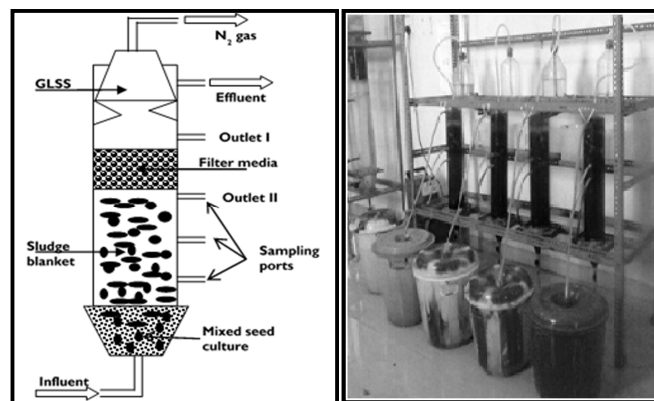 N₂ gas
GLSS
Effluent
Outlet I
Filter media
Outlet II
Sludge
blanket
Sampling
ports
Mixed seed
culture
Influent